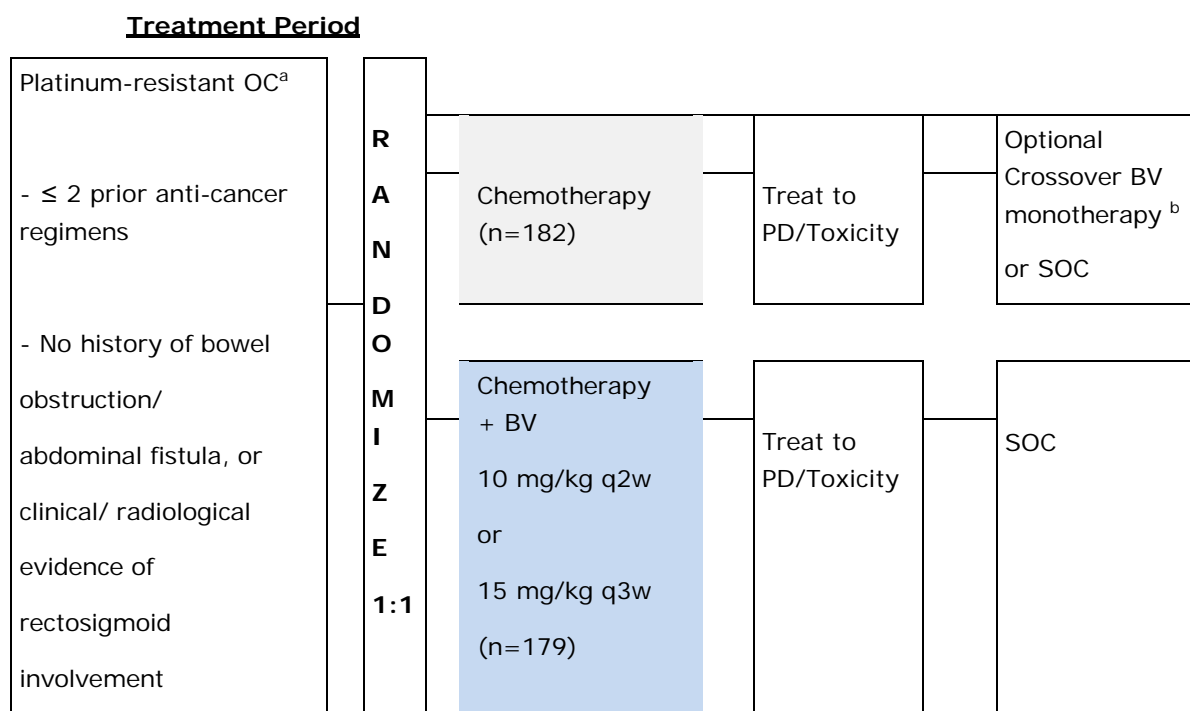 Treatment Period
Platinum-resistant OCa
- ≤ 2 prior anti-cancer
regimens
- No history of bowel
obstruction/
abdominal fistula, or
clinical/ radiological
evidence of
rectosigmoid
involvement
R
A
N
D
O
M
I
Z
E
1:1
Chemotherapy
(n=182)
Treat to
PD/Toxicity
Optional
Crossover BV
monotherapy b
or SOC
Chemotherapy
+ BV
10 mg/kg q2w
or
15 mg/kg q3w
(n=179)
Treat to
PD/Toxicity
SOC